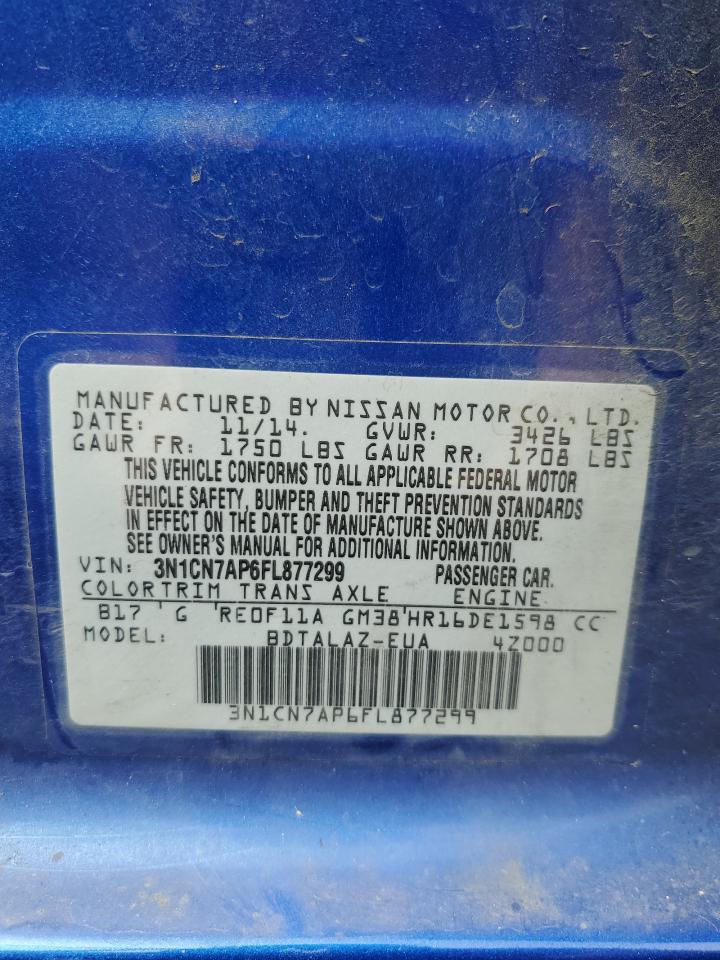 MANUFACTURED BY NISSAN MOTOR CO., LTD.
DATE: 11/14. GVWR: 3426 LBS
GAWR FR: 1750 LBS GAWR RR: 1708 LBS
THIS VEHICLE CONFORMS TO ALL APPLICABLE FEDERAL MOTOR
VEHICLE SAFETY, BUMPER AND THEFT PREVENTION STANDARDS
IN EFFECT ON THE DATE OF MANUFACTURE SHOWN ABOVE.
SEE OWNER'S MANUAL FOR ADDITIONAL INFORMATION.
VIN: 3N1CN7AP6FL877299 PASSENGER CAR.
COLOR TRIM TRANS AXLE ENGINE
B17 G RE0F11A GM38 HR16DE1598 CC
MODEL: BDTALAZ-EUA 4Z000
3N1CN7AP6FL877299